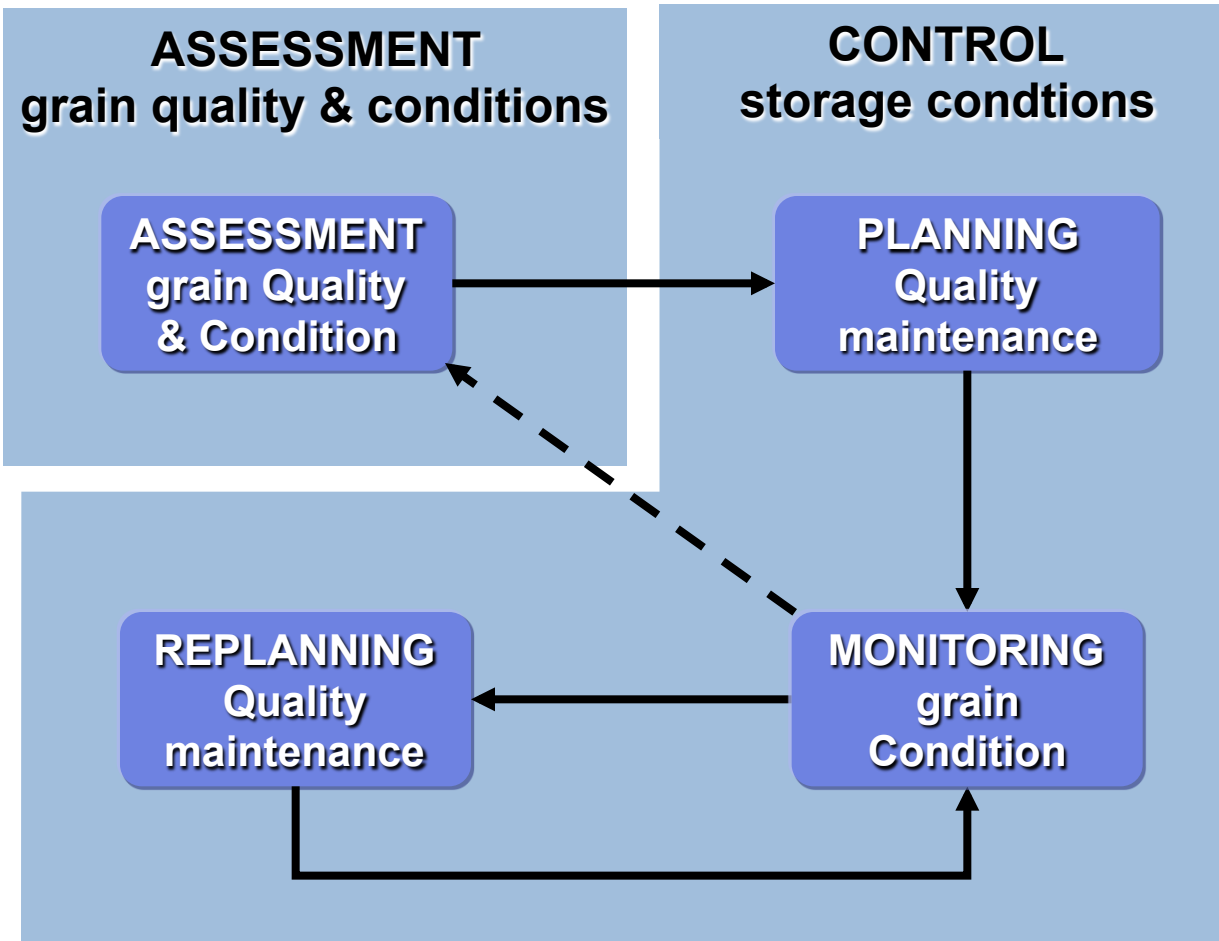 ASSESSMENT
grain quality & conditions
CONTROL
storage condtions
ASSESSMENT
grain Quality
& Condition
PLANNING
Quality
maintenance
REPLANNING
Quality
maintenance
MONITORING
grain
Condition